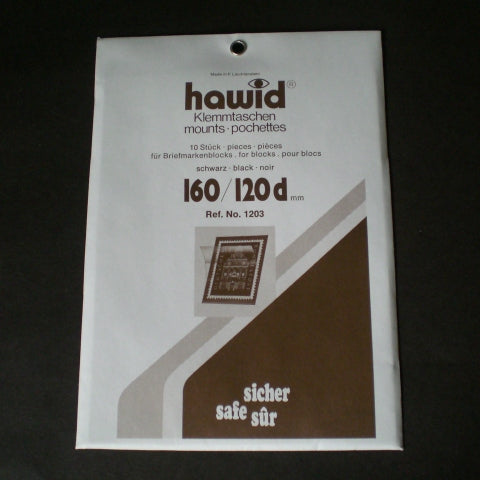 Made in F. Liechtenstein
hawid®
Klemmtaschen
mounts · pochettes
10 Stück · pieces · pièces
für Briefmarkenblocks . for blocks . pour blocs
schwarz · black · noir
160/120 d mm
Ref. No. 1203
sicher
safe sûr